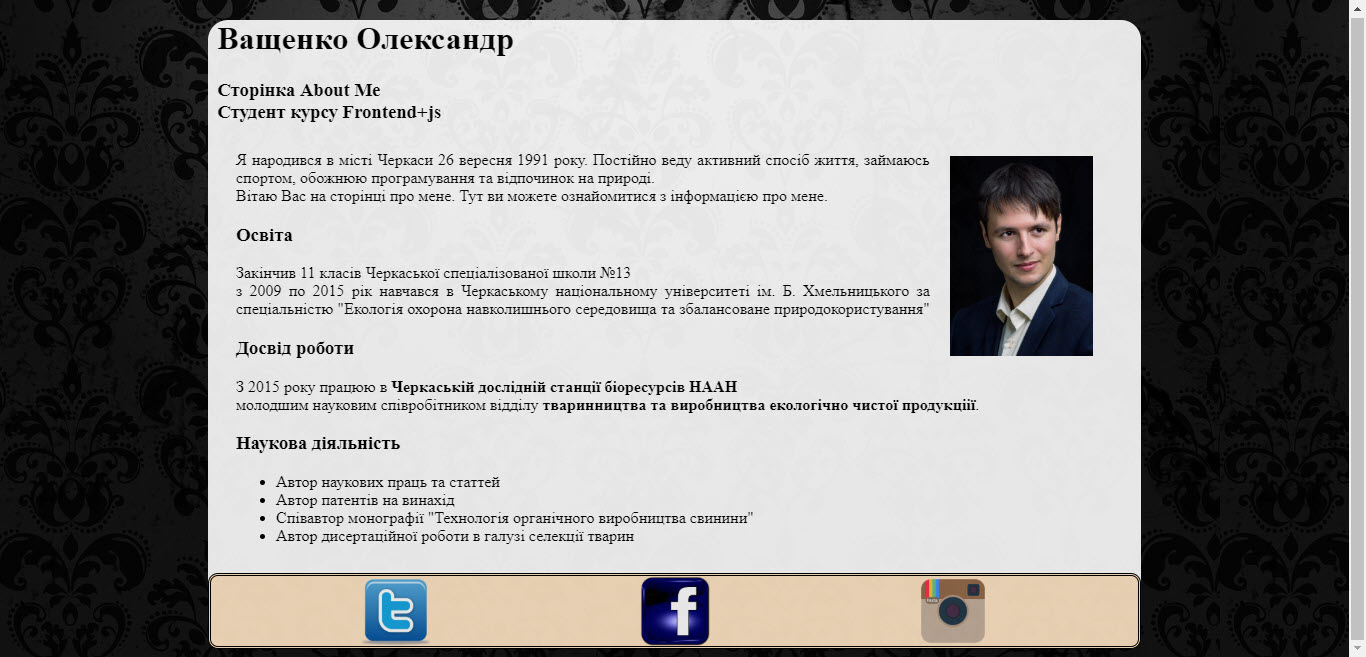 Ващенко Олександр
Сторінка About Me
Студент курсу Frontend+js
Я народився в місті Черкаси 26 вересня 1991 року. Постійно веду активний спосіб життя, займаюсь
спортом, обожнюю програмування та відпочинок на природі.
Вітаю Вас на сторінці про мене. Тут ви можете ознайомитися з інформацією про мене.
Освіта
Закінчив 11 класів Черкаської спеціалізованої школи №13
з 2009 по 2015 рік навчався в Черкаському національному університеті ім. Б. Хмельницького за
спеціальністю "Екологія охорона навколишнього середовища та збалансоване природокористування"
Досвід роботи
З 2015 року працюю в Черкаській дослідній станції біоресурсів НААН
молодшим науковим співробітником відділу тваринництва та виробництва екологічно чистої продукціії.
Наукова діяльність
Автор наукових праць та статтей
Автор патентів на винахід
Співавтор монографії "Технологія органічного виробництва свинини"
Автор дисертаційної роботи в галузі селекції тварин